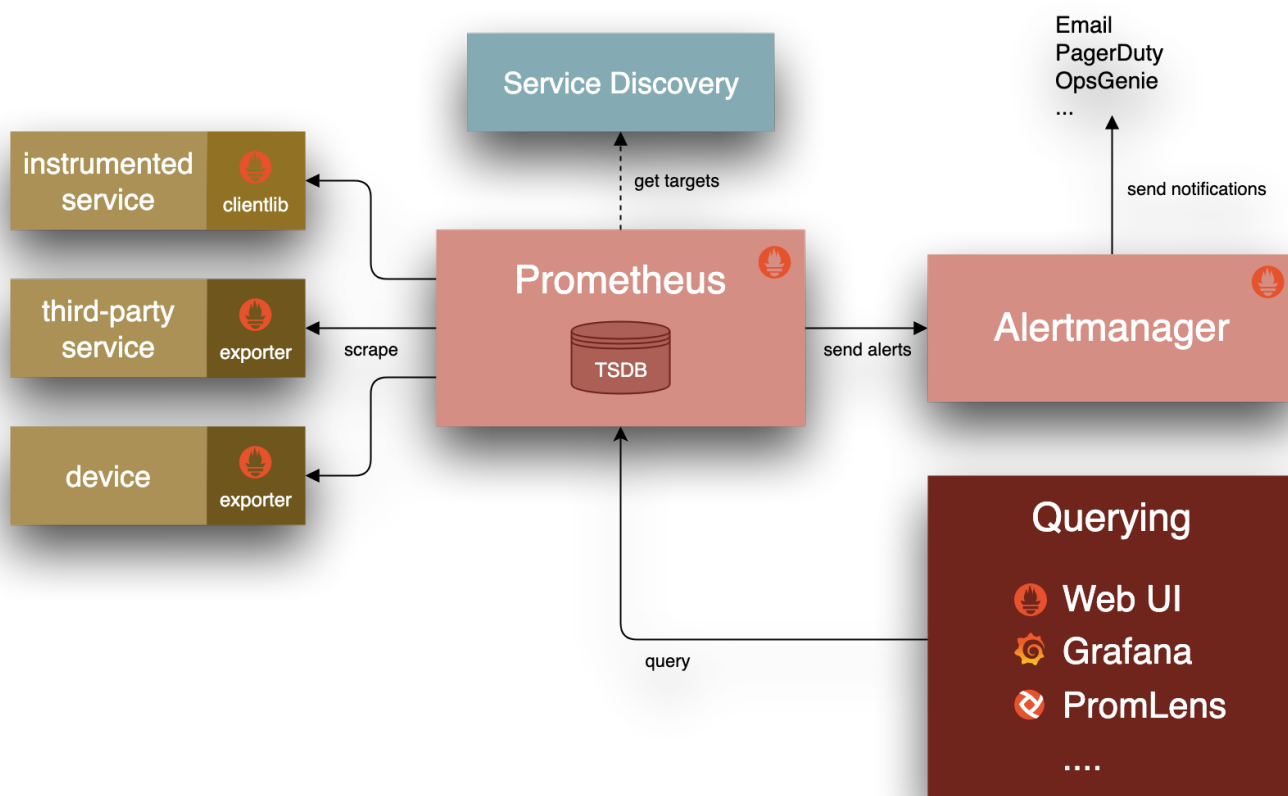 Email
PagerDuty
OpsGenie
...
Service Discovery
get targets
send notifications
instrumented
service
clientlib
third-party
service
exporter
device
exporter
scrape
Prometheus
TSDB
send alerts
Alertmanager
query
Querying
Web UI
Grafana
PromLens
....